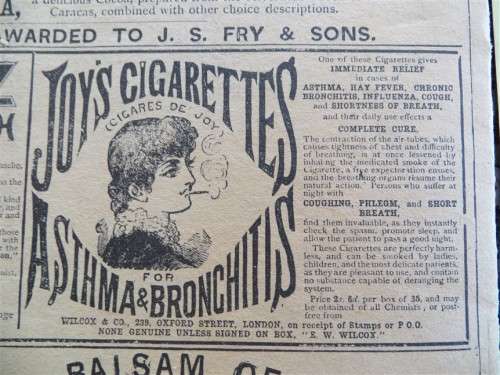 a delicious Cocoa, prepared from the
A, Caracas, combined with other choice descriptions.
WARDED TO J. S. FRY & SONS.
JOY'S CIGARETTES
(CIGARES DE JOY)
FOR
ASTHMA & BRONCHITIS
WILCOX & CO., 239, OXFORD STREET, LONDON, on receipt of Stamps or P.O.O.
NONE GENUINE UNLESS SIGNED ON BOX, "E. W. WILCOX."
One of these Cigarettes gives
IMMEDIATE RELIEF
in cases of
ASTHMA, HAY FEVER, CHRONIC
BRONCHITIS, INFLUENZA, COUGH,
and SHORTNESS OF BREATH,
and their daily use effects a
COMPLETE CURE.
The contraction of the air-tubes, which
causes tightness of chest and difficulty
of breathing, is at once lessened by
inhaling the medicated smoke of the
Cigarette, a free expectoration ensues,
and the breathing organs resume their
natural action. Persons who suffer at
night with
COUGHING, PHLEGM, and SHORT
BREATH,
find them invaluable, as they instantly
check the spasm, promote sleep, and
allow the patient to pass a good night.
These Cigarettes are perfectly harm-
less, and can be smoked by ladies,
children, and the most delicate patients,
as they are pleasant to use, and contain
no substance capable of deranging the
system.
Price 2s. 6d. per box of 35, and may
be obtained of all Chemists, or post-
free from
BALSAM OF